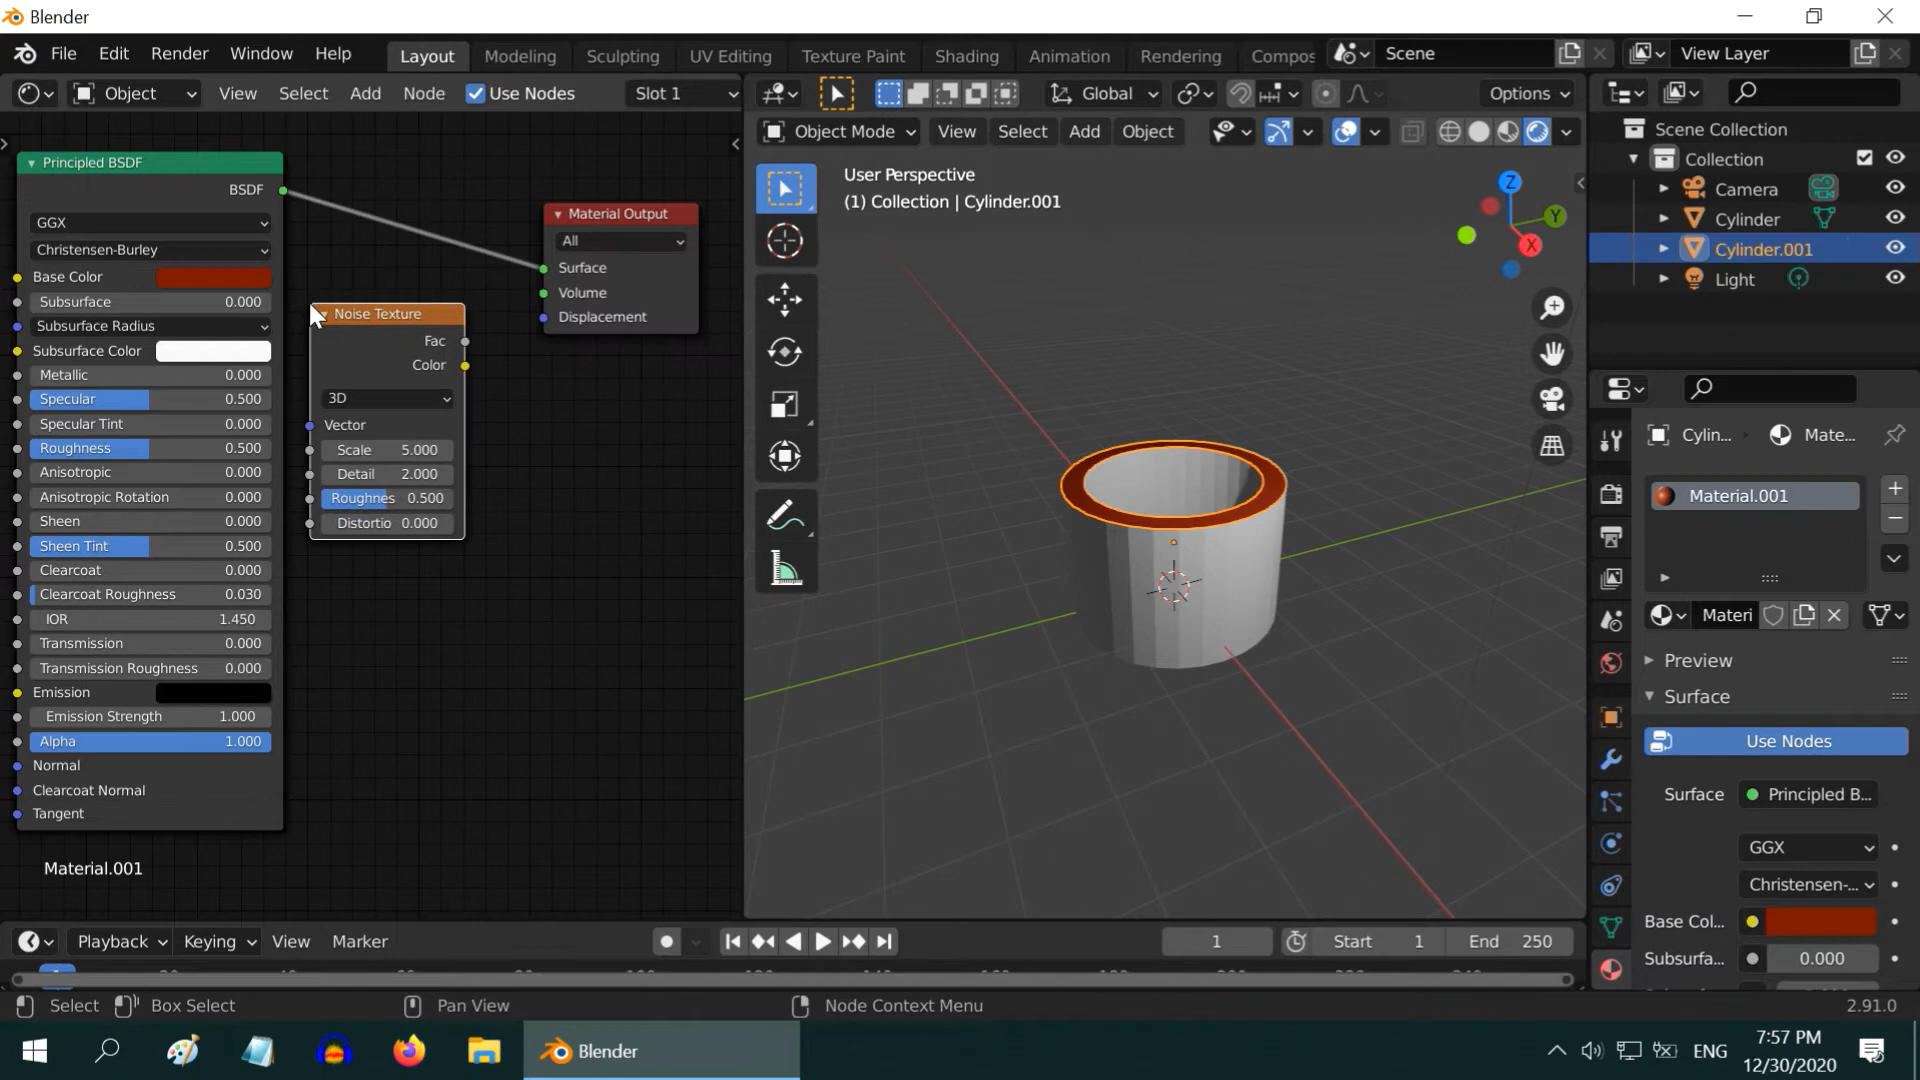 Blender
File Edit Render Window Help Layout Modeling Sculpting UV Editing Texture Paint Shading Animation Rendering Compos Scene View Layer
Object View Select Add Node Use Nodes Slot 1 Global Options
Object Mode View Select Add Object
Principled BSDF
BSDF
GGX
Christensen-Burley
Base Color
Subsurface 0.000
Subsurface Radius
Subsurface Color
Metallic 0.000
Specular 0.500
Specular Tint 0.000
Roughness 0.500
Anisotropic 0.000
Anisotropic Rotation 0.000
Sheen 0.000
Sheen Tint 0.500
Clearcoat 0.000
Clearcoat Roughness 0.030
IOR 1.450
Transmission 0.000
Transmission Roughness 0.000
Emission
Emission Strength 1.000
Alpha 1.000
Normal
Clearcoat Normal
Tangent
Material.001
Noise Texture
Fac
Color
3D
Vector
Scale 5.000
Detail 2.000
Roughnes 0.500
Distortio 0.000
Material Output
All
Surface
Volume
Displacement
User Perspective
(1) Collection | Cylinder.001
Z
Y
X
Scene Collection
Collection
Camera
Cylinder
Cylinder.001
Light
Cylin... Mate...
Material.001
Materi
Preview
Surface
Use Nodes
Surface Principled B...
GGX
Christensen-...
Base Col...
Subsurfa... 0.000
Playback Keying View Marker 1 Start 1 End 250
Select Box Select Pan View Node Context Menu 2.91.0
Blender ENG
7:57 PM
12/30/2020